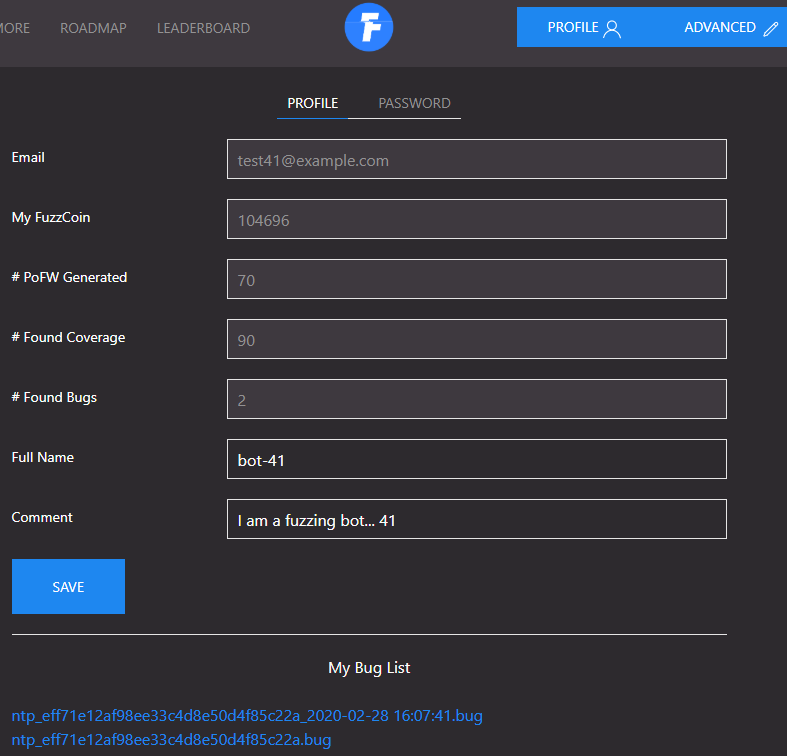 MORE ROADMAP LEADERBOARD PROFILE ADVANCED
PROFILE PASSWORD
Email test41@example.com
My FuzzCoin 104696
# PoFW Generated 70
# Found Coverage 90
# Found Bugs 2
Full Name bot-41
Comment I am a fuzzing bot... 41
SAVE
My Bug List
ntp_eff71e12af98ee33c4d8e50d4f85c22a_2020-02-28 16:07:41.bug
ntp_eff71e12af98ee33c4d8e50d4f85c22a.bug